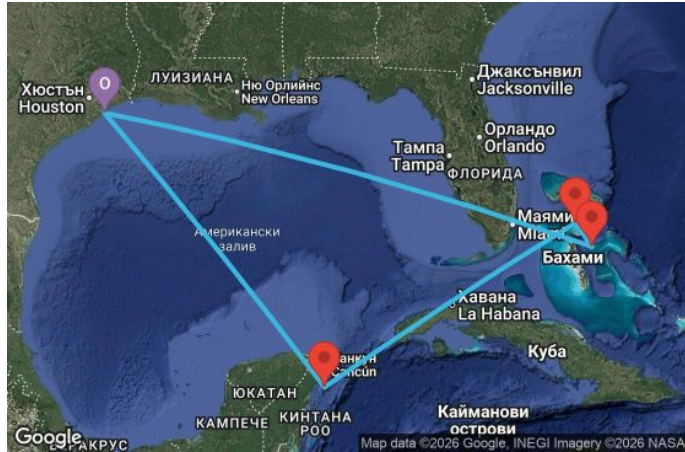 Хюстън
Houston
O
ЛУИЗИАНА
Ню Орлийнс
New Orleans
Джаксънвил
Jacksonville
Орландо
Orlando
Тампа
Tampa
ФЛОРИДА
Маями
Американски
залив
Бахами
Хавана
La Habana
Cancún
Куба
ЮКАТАН
КАМПЕЧЕ
КИНТАНА
РОО
Кайманови
острови
Google
Map data ©2026 Google, INEGI Imagery ©2026 NASA